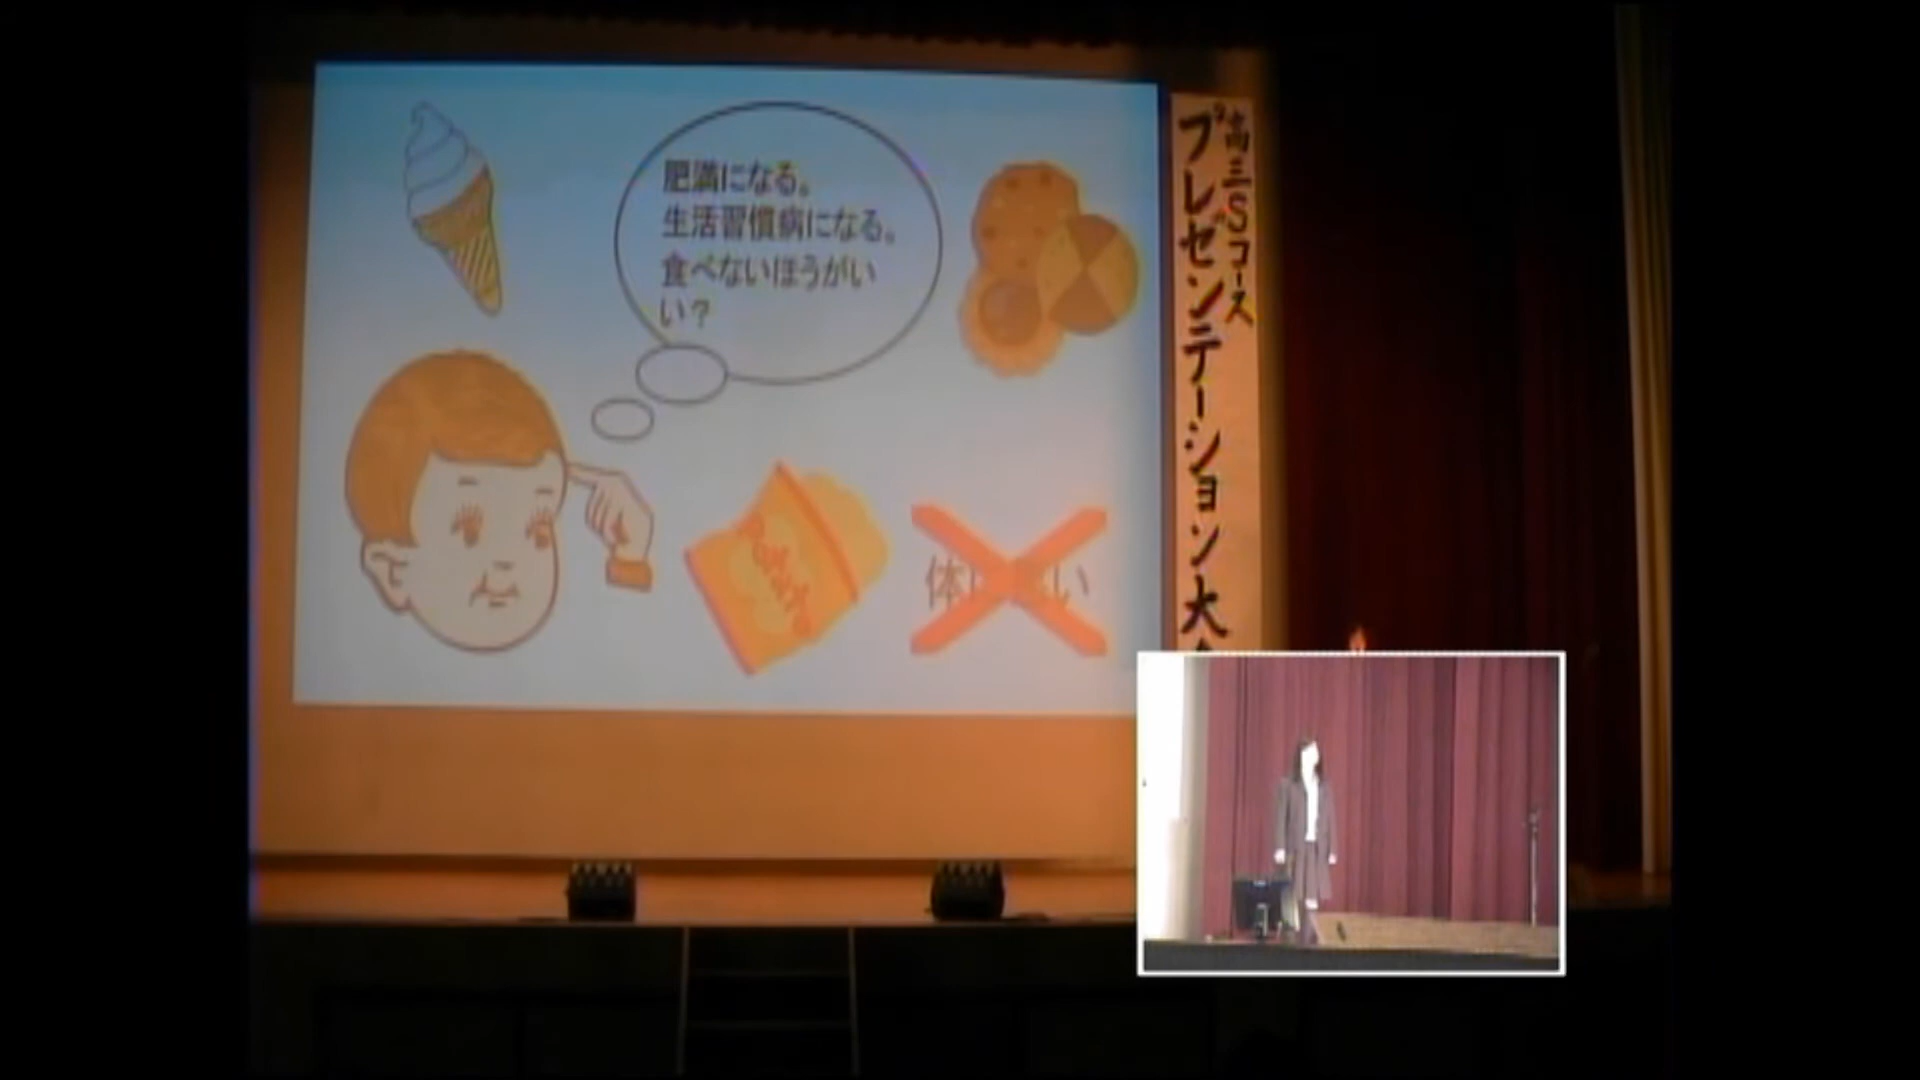 肥満になる。
生活習慣病になる。
食べないほうがい
い？
高三Sコース
プレゼンテーション大